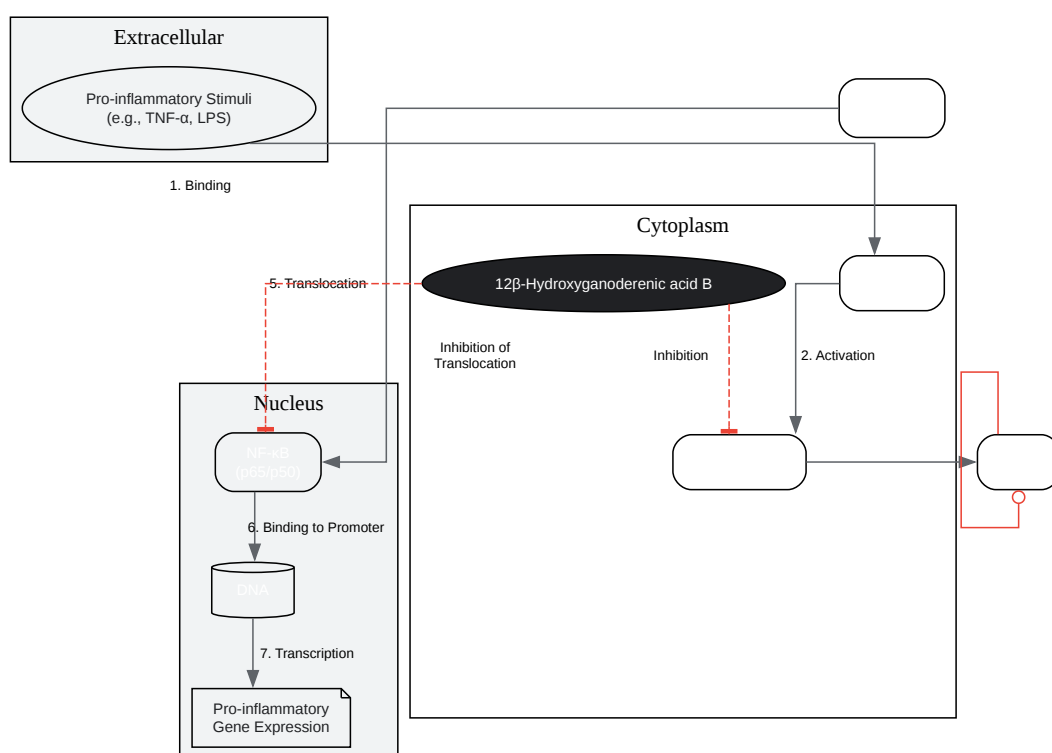 Extracellular
Pro-inflammatory Stimuli
(e.g., TNF-α, LPS)
1. Binding
Cytoplasm
12β-Hydroxyganoderenic acid B
5. Translocation
Inhibition of
Translocation
Inhibition
2. Activation
Nucleus
NF-κB
(p65/p50)
6. Binding to Promoter
DNA
7. Transcription
Pro-inflammatory
Gene Expression